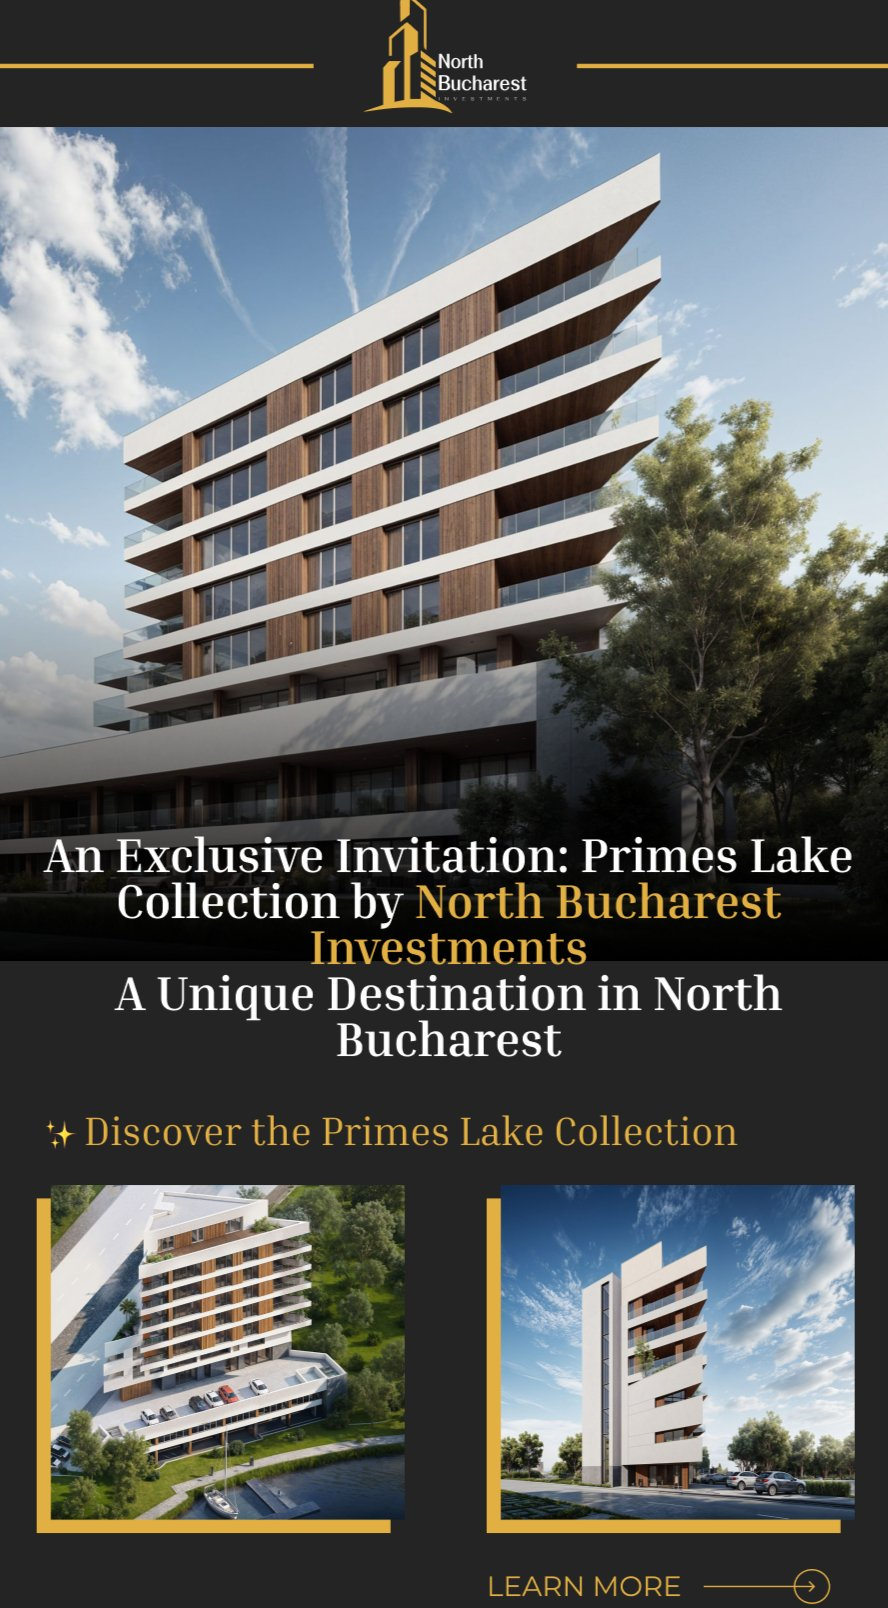 North
Bucharest
INVESTMENTS
An Exclusive Invitation: Primes Lake
Collection by North Bucharest
Investments
A Unique Destination in North
Bucharest
✨ Discover the Primes Lake Collection
LEARN MORE